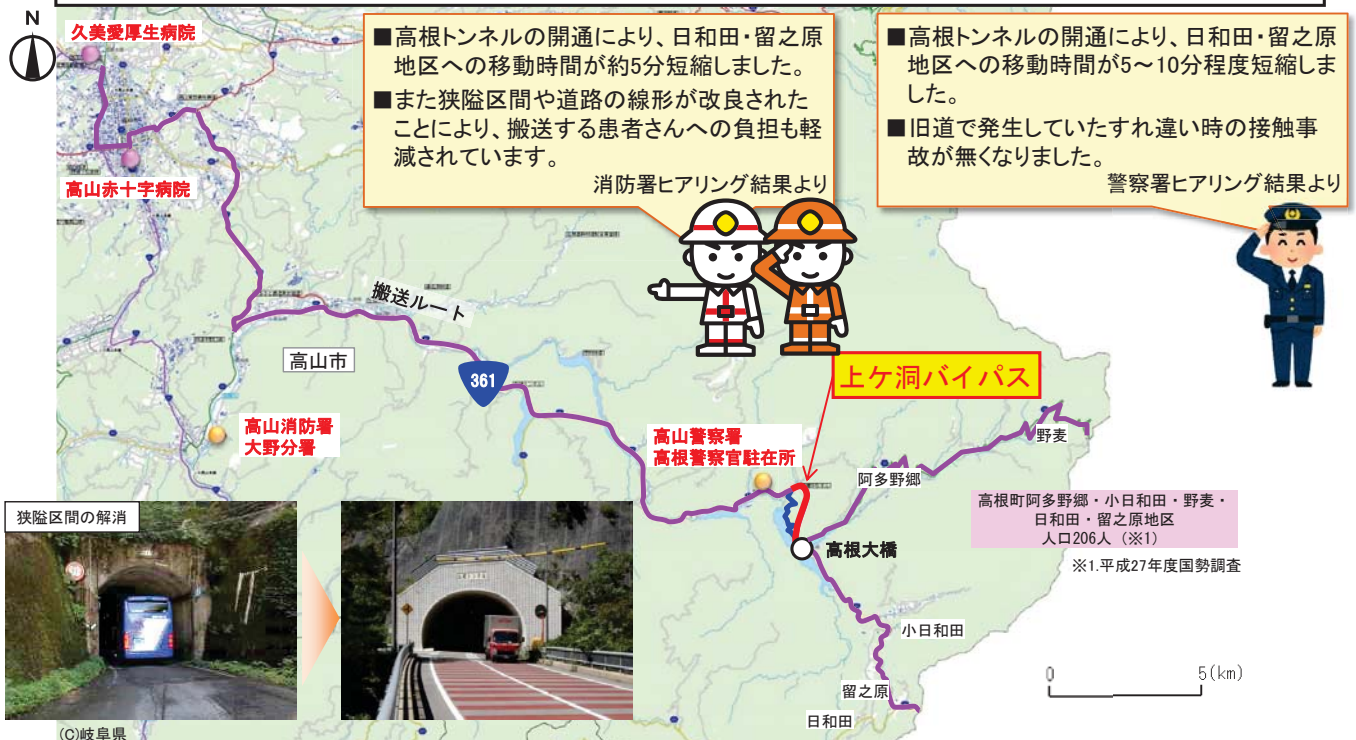 N
久美愛厚生病院
高山赤十字病院
■高根トンネルの開通により、日和田・留之原
地区への移動時間が約5分短縮しました。
■また狭隘区間や道路の線形が改良された
ことにより、搬送する患者さんへの負担も軽
減されています。
消防署ヒアリング結果より
■高根トンネルの開通により、日和田・留之原
地区への移動時間が5～10分程度短縮しま
した。
■旧道で発生していたすれ違い時の接触事
故が無くなりました。
警察署ヒアリング結果より
搬送ルート
高山市
361
上ケ洞バイパス
高山消防署
大野分署
高山警察署
高根警察官駐在所
野麦
阿多野郷
高根町阿多野郷・小日和田・野麦・
日和田・留之原地区
人口206人（※1）
※1.平成27年度国勢調査
高根大橋
小日和田
留之原
日和田
狭隘区間の解消
0 5(km)
(C)岐阜県